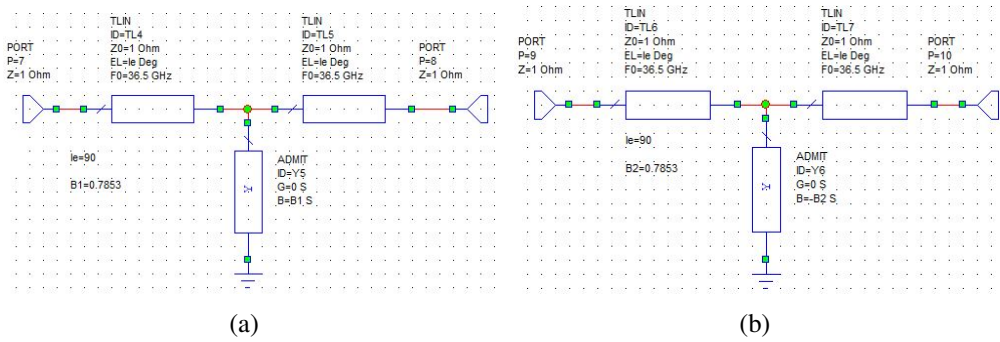 TLIN
ID=TL4
Z0=1 Ohm
EL=le Deg
F0=36.5 GHz
TLIN
ID=TL5
Z0=1 Ohm
EL=le Deg
F0=36.5 GHz
PORT
P=7
Z=1 Ohm
PORT
P=8
Z=1 Ohm
le=90
B1=0.7853
ADMIT
ID=Y5
G=0 S
B=B1 S
Y
(a)
TLIN
ID=TL6
Z0=1 Ohm
EL=le Deg
F0=36.5 GHz
TLIN
ID=TL7
Z0=1 Ohm
EL=le Deg
F0=36.5 GHz
PORT
P=9
Z=1 Ohm
PORT
P=10
Z=1 Ohm
le=90
B2=0.7853
ADMIT
ID=Y6
G=0 S
B=-B2 S
Y
(b)